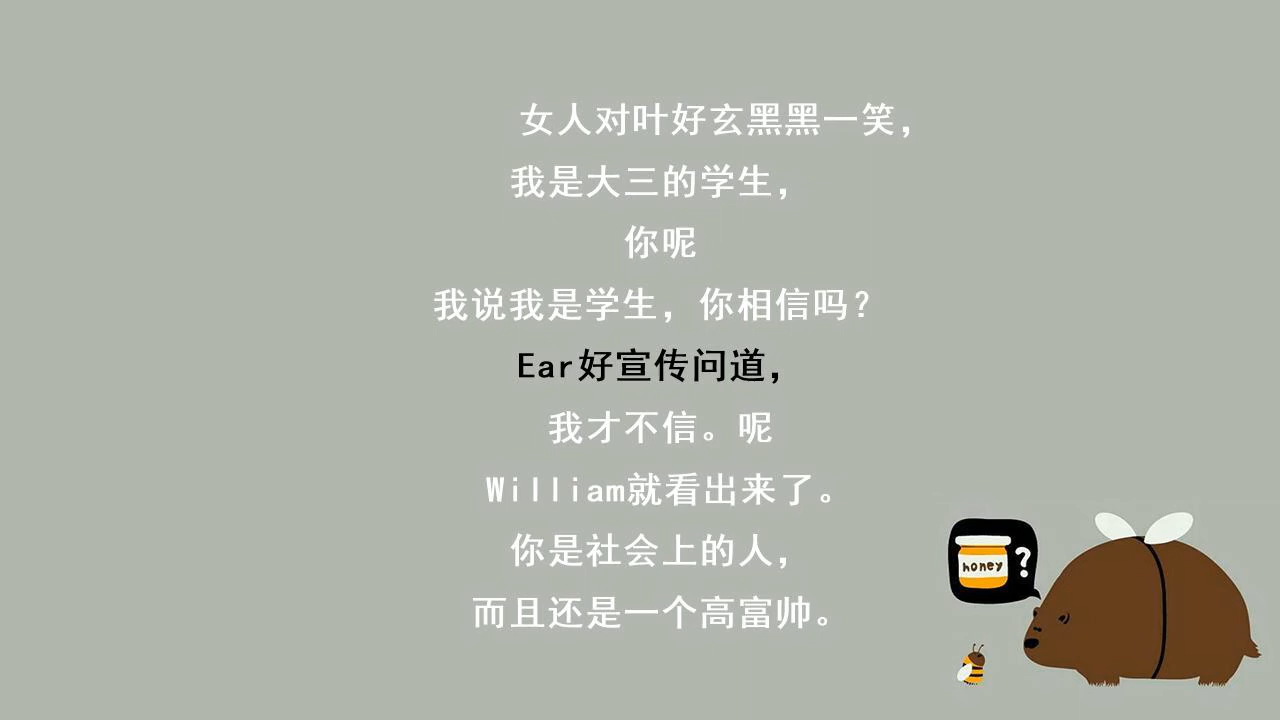 女人对叶好玄黑黑一笑，
我是大三的学生，
你呢
我说我是学生，你相信吗？
Ear好宣传问道，
我才不信。呢
William就看出来了。
你是社会上的人，
而且还是一个高富帅。
honey
?